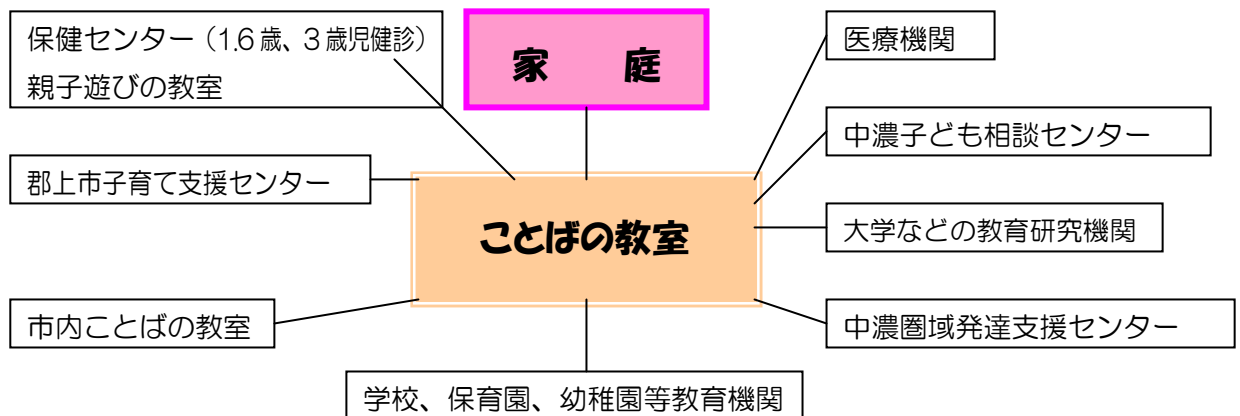 保健センター（1.6歳、3歳児健診）
親子遊びの教室
家　　庭
医療機関
中濃子ども相談センター
郡上市子育て支援センター
ことばの教室
大学などの教育研究機関
市内ことばの教室
中濃圏域発達支援センター
学校、保育園、幼稚園等教育機関